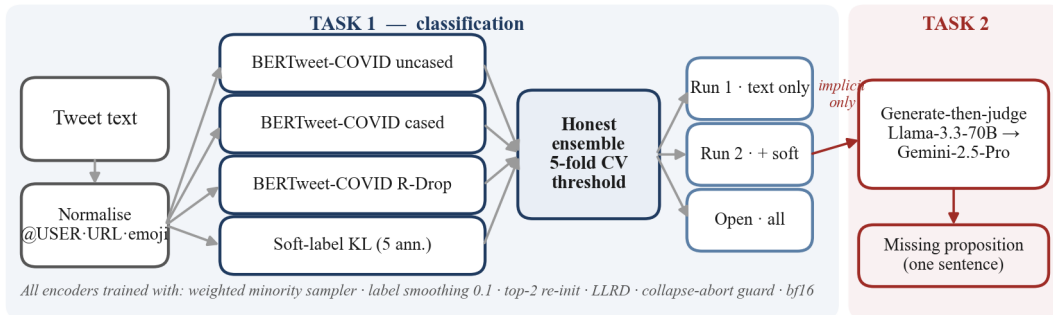 TASK 1 — classification
TASK 2
Tweet text
Normalise
@USER·URL·emoji
BERTweet-COVID uncased
BERTweet-COVID cased
BERTweet-COVID R-Drop
Soft-label KL (5 ann.)
Honest
ensemble
5-fold CV
threshold
Run 1 · text only
Run 2 · + soft
Open · all
implicit
only
Generate-then-judge
Llama-3.3-70B →
Gemini-2.5-Pro
Missing proposition
(one sentence)
All encoders trained with: weighted minority sampler · label smoothing 0.1 · top-2 re-init · LLRD · collapse-abort guard · bf16